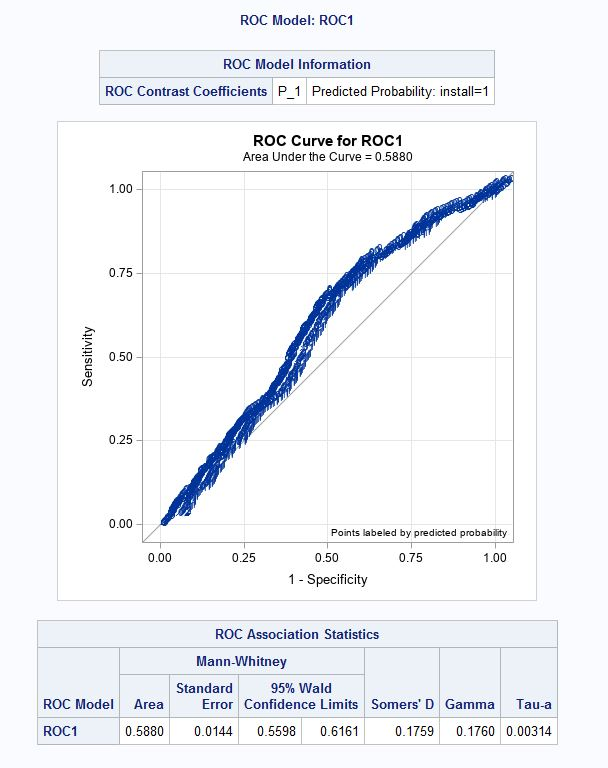 ROC Model: ROC1
ROC Model Information
ROC Contrast Coefficients P_1 Predicted Probability: install=1
ROC Curve for ROC1
Area Under the Curve = 0.5880
1.00
0.75
0.50
0.25
0.00
Sensitivity
Points labeled by predicted probability
0.00 0.25 0.50 0.75 1.00
1 - Specificity
ROC Association Statistics
Mann-Whitney
ROC Model Area Standard Error 95% Wald Confidence Limits Somers' D Gamma Tau-a
ROC1 0.5880 0.0144 0.5598 0.6161 0.1759 0.1760 0.00314